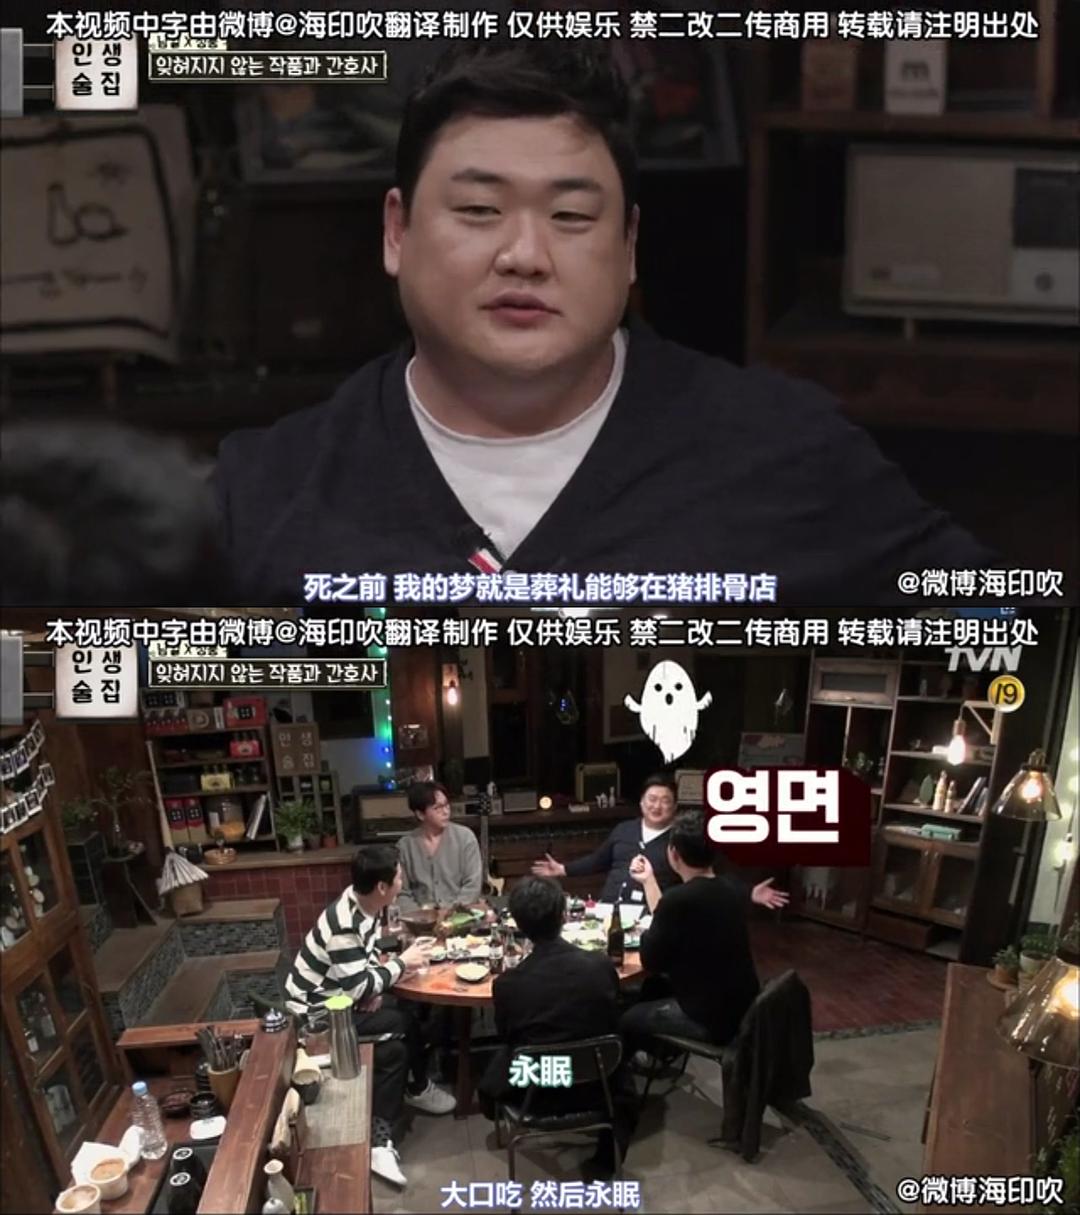 本视频中字由微博@海印吹翻译制作 仅供娱乐 禁二改二传商用 转载请注明出处
인생
술집
잊혀지지 않는 작품과 간호사
死之前 我的梦就是葬礼能够在猪排骨店
@微博海印吹
本视频中字由微博@海印吹翻译制作 仅供娱乐 禁二改二传商用 转载请注明出处
인생
술집
잊혀지지 않는 작품과 간호사
tvN
19
인생
술집
영면
永眠
大口吃 然后永眠
@微博海印吹